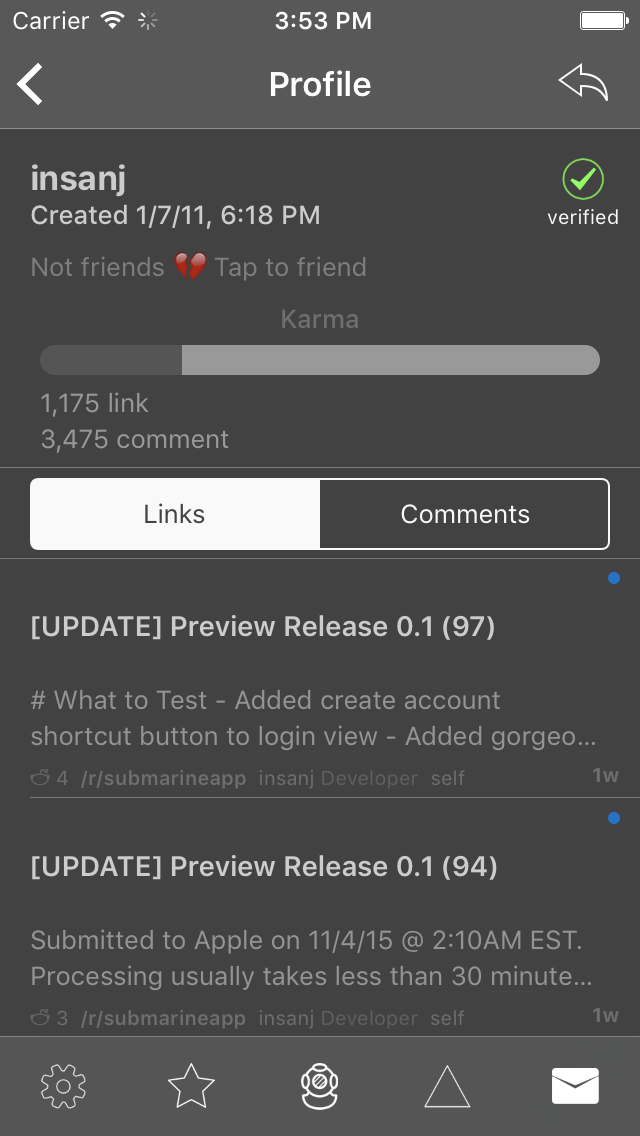 Carrier 3:53 PM
Profile
insanj
Created 1/7/11, 6:18 PM
verified
Not friends 💔 Tap to friend
Karma
1,175 link
3,475 comment
Links Comments
[UPDATE] Preview Release 0.1 (97)
# What to Test - Added create account
shortcut button to login view - Added gorgeo...
4 /r/submarineapp insanj Developer self 1w
[UPDATE] Preview Release 0.1 (94)
Submitted to Apple on 11/4/15 @ 2:10AM EST.
Processing usually takes less than 30 minute...
3 /r/submarineapp insanj Developer self 1w